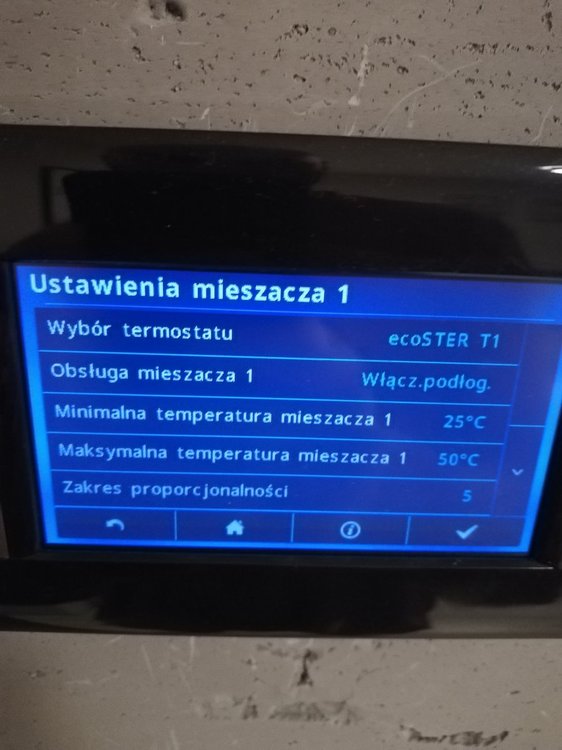 Ustawienia mieszacza 1
Wybór termostatu ecoSTER T1
Obsługa mieszacza 1 Włącz.podłog.
Minimalna temperatura mieszacza 1 25°C
Maksymalna temperatura mieszacza 1 50°C
Zakres proporcjonalności 5